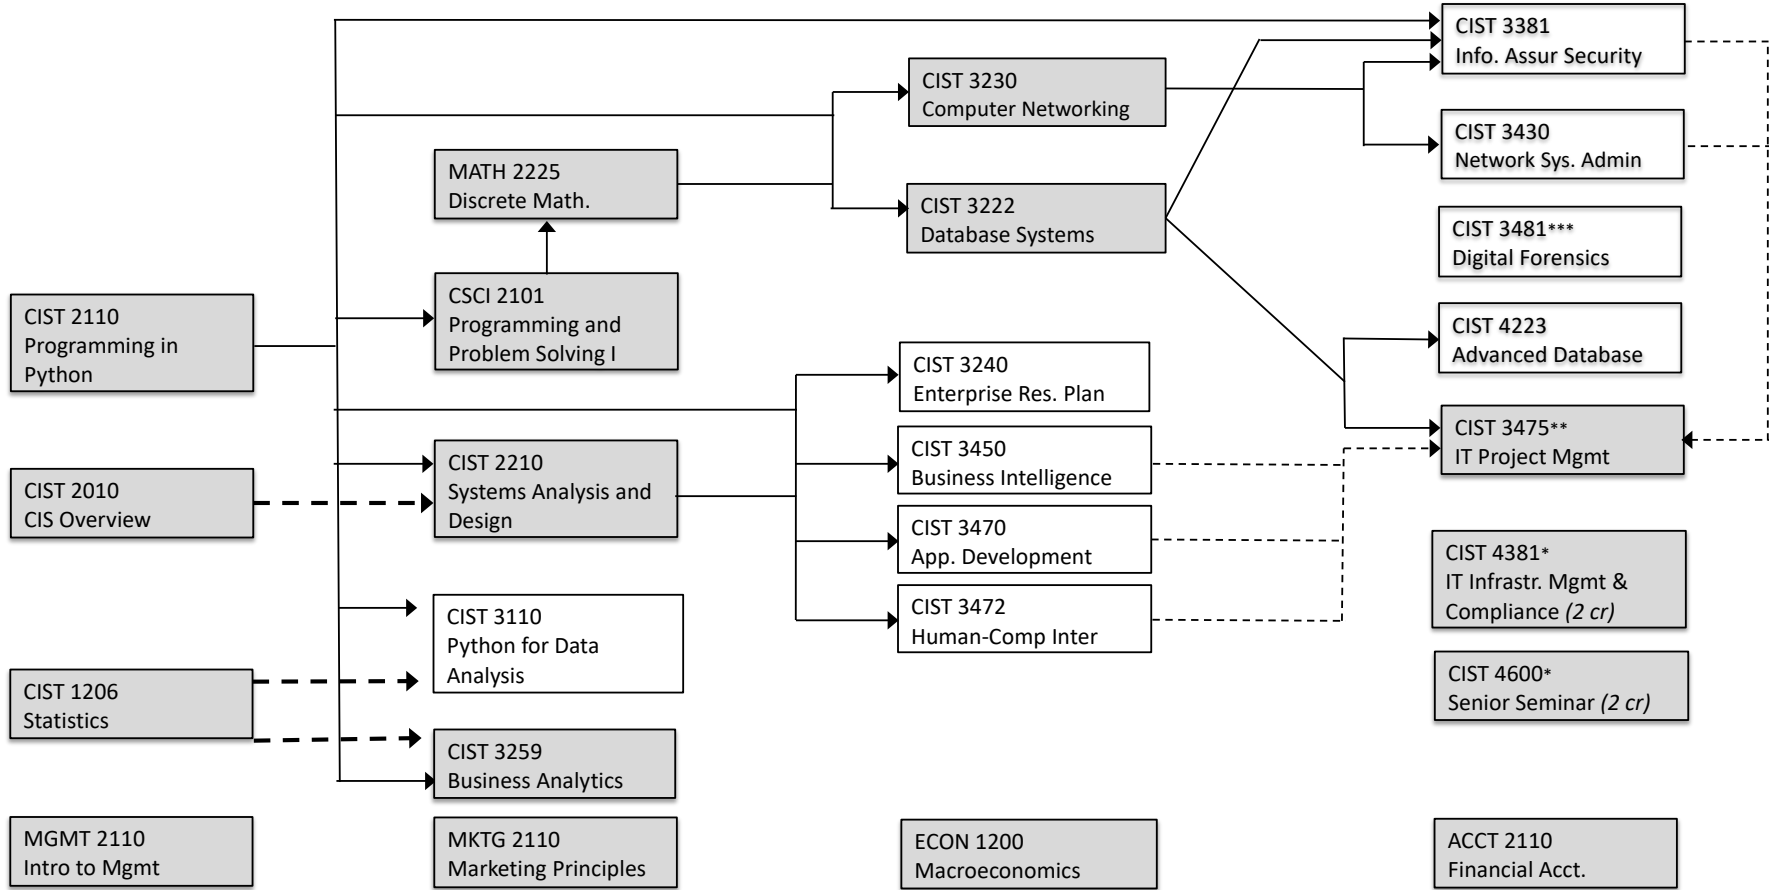 CIST 3381
Info. Assur Security
CIST 3230
Computer Networking
CIST 3430
Network Sys. Admin
MATH 2225
Discrete Math.
CIST 3222
Database Systems
CIST 3481***
Digital Forensics
CIST 2110
Programming in
Python
CSCI 2101
Programming and
Problem Solving I
CIST 3240
Enterprise Res. Plan
CIST 4223
Advanced Database
CIST 2010
CIS Overview
CIST 2210
Systems Analysis and
Design
CIST 3450
Business Intelligence
CIST 3475**
IT Project Mgmt
CIST 3470
App. Development
CIST 4381*
IT Infrastr. Mgmt &
Compliance (2 cr)
CIST 3110
Python for Data
Analysis
CIST 3472
Human-Comp Inter
CIST 1206
Statistics
CIST 4600*
Senior Seminar (2 cr)
CIST 3259
Business Analytics
MGMT 2110
Intro to Mgmt
MKTG 2110
Marketing Principles
ECON 1200
Macroeconomics
ACCT 2110
Financial Acct.